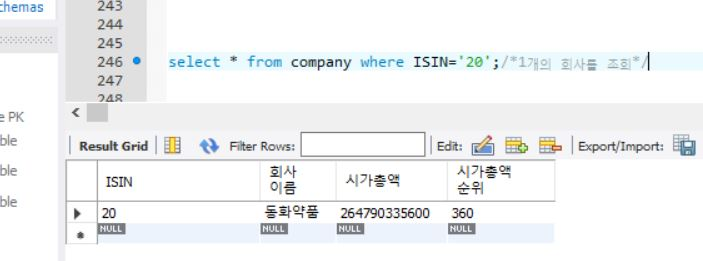 chemas
243
244
245
246 select * from company where ISIN='20';/*1개의 회사를 조회*/
247
248
e PK
ble
ble
ble
Result Grid Filter Rows: Edit: Export/Import:
ISIN 회사 이름 시가총액 시가총액 순위
20 동화약품 264790335600 360
NULL NULL NULL NULL